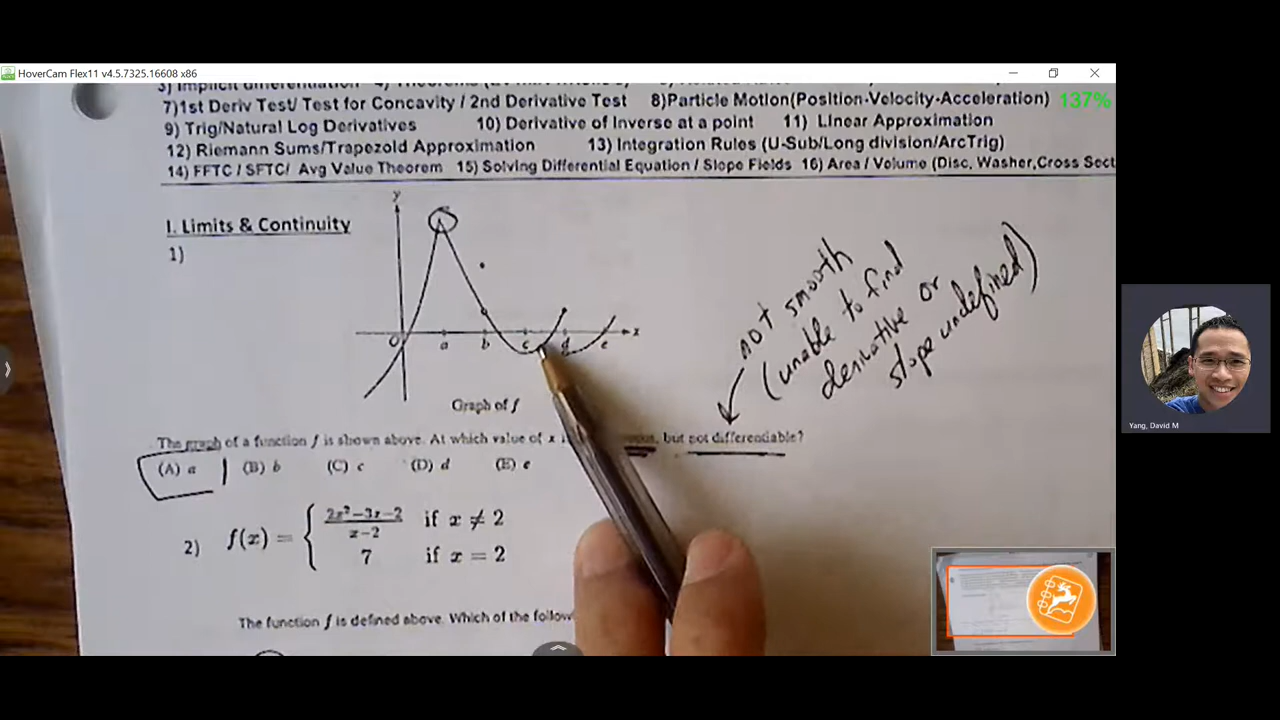 HoverCam Flex11 v4.5.7325.16608 x86
3) Implicit differentiation
7)1st Deriv Test/ Test for Concavity / 2nd Derivative Test 8)Particle Motion(Position-Velocity-Acceleration) 137%
9) Trig/Natural Log Derivatives 10) Derivative of Inverse at a point 11) LInear Approximation
12) Riemann Sums/Trapezoid Approximation 13) Integration Rules (U-Sub/Long division/ArcTrig)
14) FFTC / SFTC/ Avg Value Theorem 15) Solving Differential Equation / Slope Fields 16) Area / Volume (Disc, Washer,Cross Sect
I. Limits & Continuity
1)
y
O a b c d e x
Graph of f
not smooth
(unable to find
derivative or
slope undefined)
The graph of a function f is shown above. At which value of x , but not differentiable?
(A) a (B) b (C) c (D) d (E) e
2) f(x) = { 2x²−3x−2 / x−2 if x ≠ 2
7 if x = 2
The function f is defined above. Which of the follow
Yang, David M